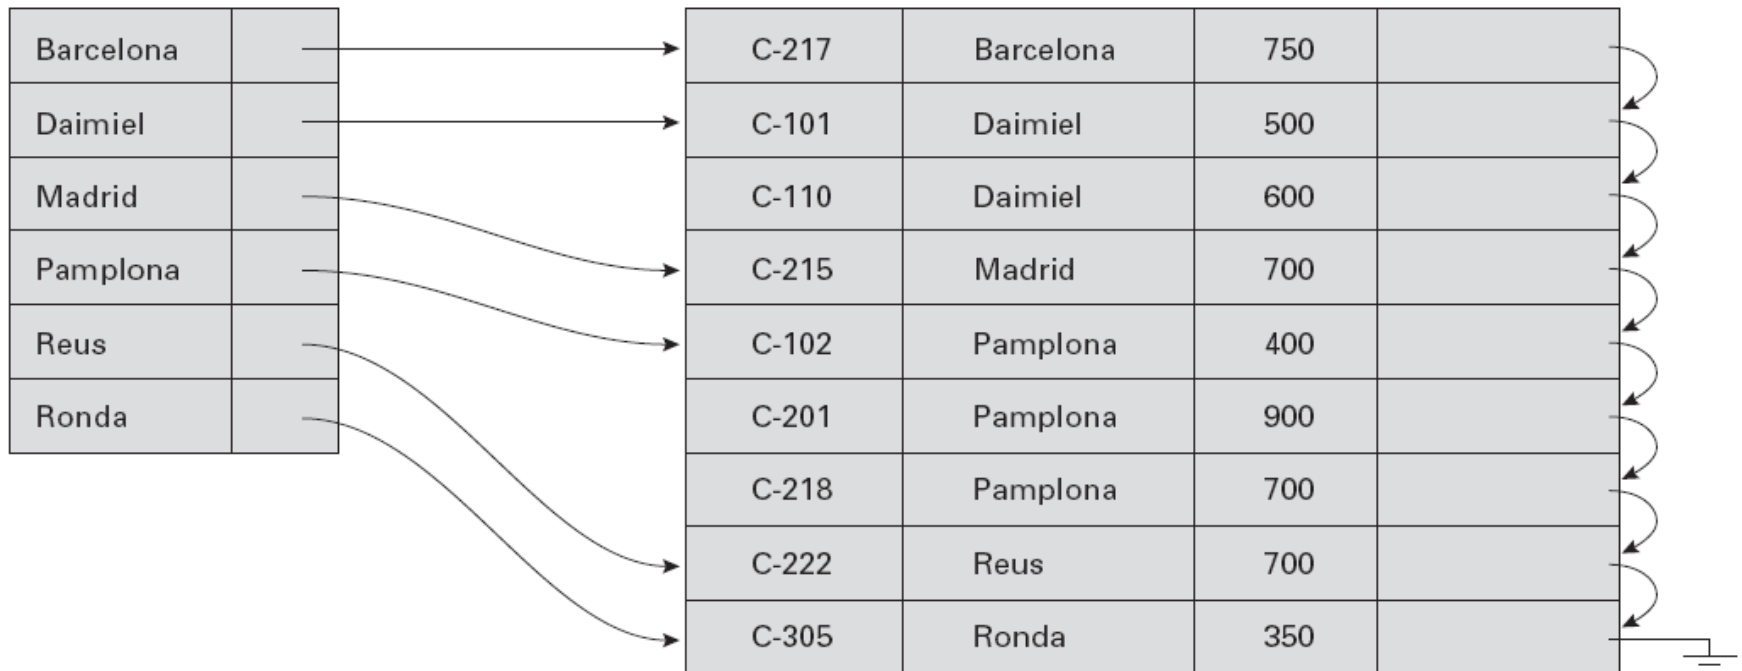 Barcelona
Daimiel
Madrid
Pamplona
Reus
Ronda
C-217 Barcelona 750
C-101 Daimiel 500
C-110 Daimiel 600
C-215 Madrid 700
C-102 Pamplona 400
C-201 Pamplona 900
C-218 Pamplona 700
C-222 Reus 700
C-305 Ronda 350